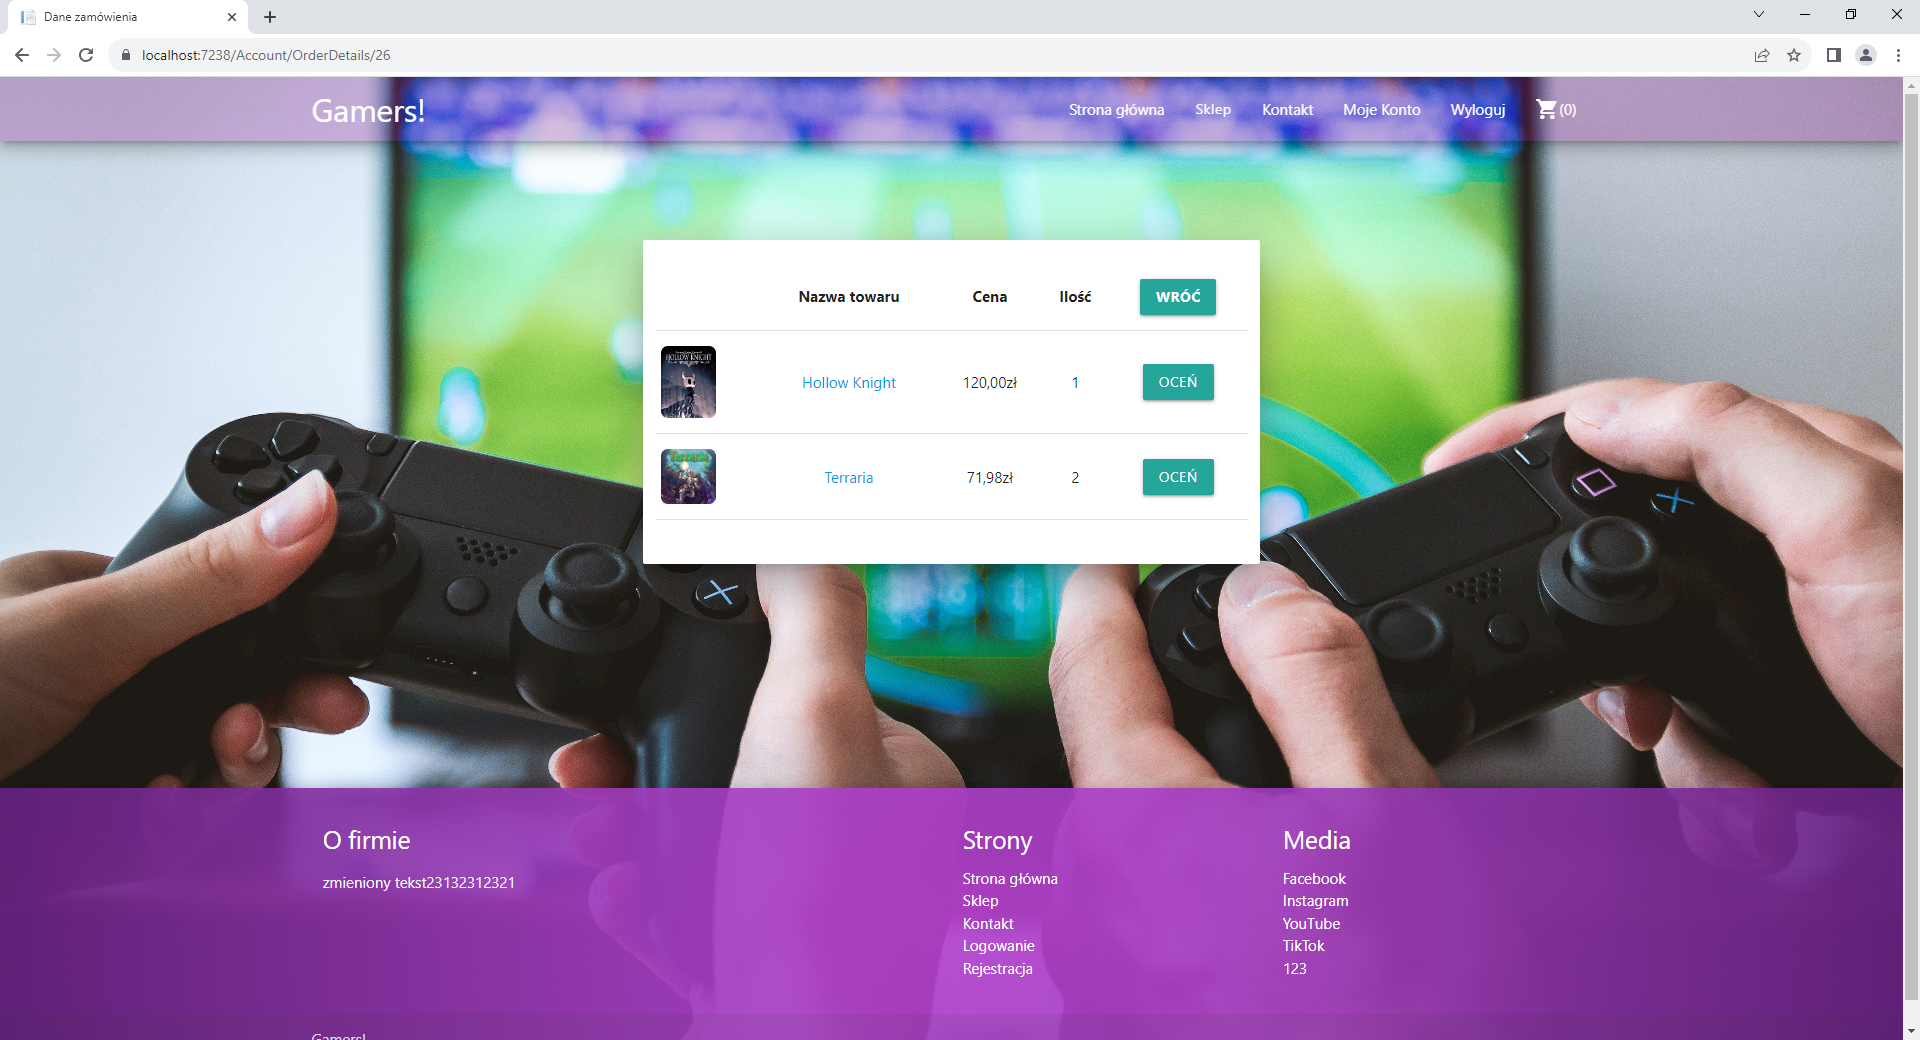 Dane zamówienia
localhost:7238/Account/OrderDetails/26
Gamers!
Strona główna Sklep Kontakt Moje Konto Wyloguj (0)
Nazwa towaru Cena Ilość WRÓĆ
HOLLOW KNIGHT
Hollow Knight 120,00zł 1 OCEŃ
Terraria
Terraria 71,98zł 2 OCEŃ
O firmie
zmieniony tekst23132312321
Strony
Strona główna
Sklep
Kontakt
Logowanie
Rejestracja
Media
Facebook
Instagram
YouTube
TikTok
123
Gamers!